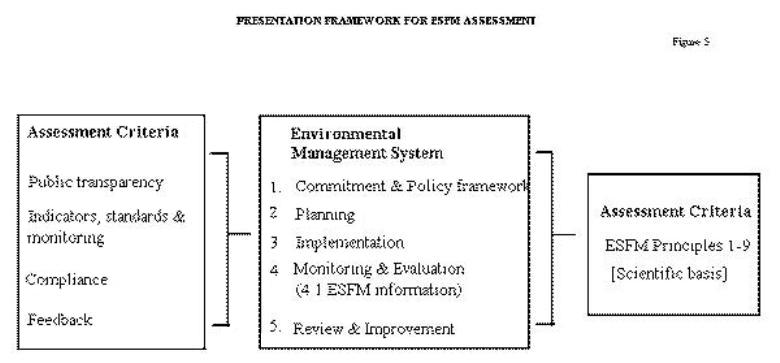 PRESENTATION FRAMEWORK FOR ESFM ASSESSMENT
Figure 5
Assessment Criteria
Public transparency
Indicators, standards &
monitoring
Compliance
Feedback
Environmental
Management System
1. Commitment & Policy framework
2 Planning
3 Implementation
4 Monitoring & Evaluation
(4 1 ESFM information)
5. Review & Improvement
Assessment Criteria
ESFM Principles 1-9
[Scientific basis]